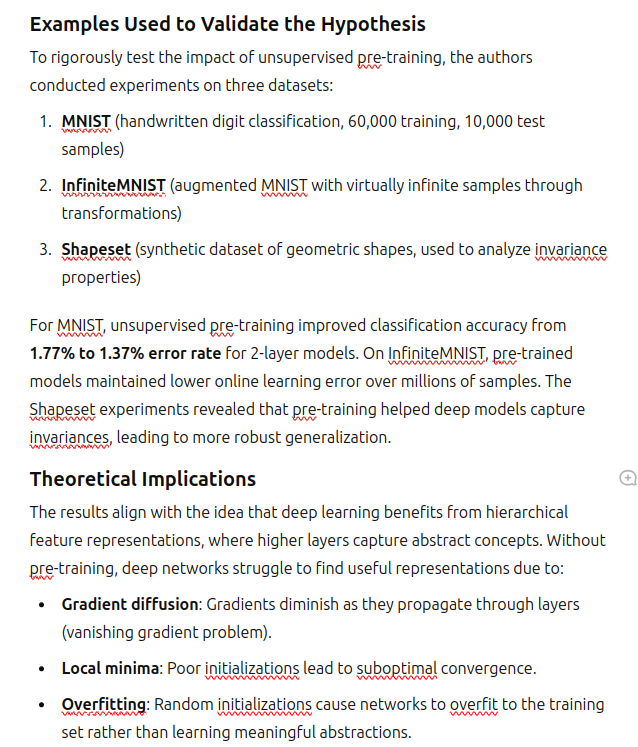 Examples Used to Validate the Hypothesis
To rigorously test the impact of unsupervised pre-training, the authors
conducted experiments on three datasets:
1. MNIST (handwritten digit classification, 60,000 training, 10,000 test
samples)
2. InfiniteMNIST (augmented MNIST with virtually infinite samples through
transformations)
3. Shapeset (synthetic dataset of geometric shapes, used to analyze invariance
properties)
For MNIST, unsupervised pre-training improved classification accuracy from
1.77% to 1.37% error rate for 2-layer models. On InfiniteMNIST, pre-trained
models maintained lower online learning error over millions of samples. The
Shapeset experiments revealed that pre-training helped deep models capture
invariances, leading to more robust generalization.
Theoretical Implications
The results align with the idea that deep learning benefits from hierarchical
feature representations, where higher layers capture abstract concepts. Without
pre-training, deep networks struggle to find useful representations due to:
• Gradient diffusion: Gradients diminish as they propagate through layers
(vanishing gradient problem).
• Local minima: Poor initializations lead to suboptimal convergence.
• Overfitting: Random initializations cause networks to overfit to the training
set rather than learning meaningful abstractions.